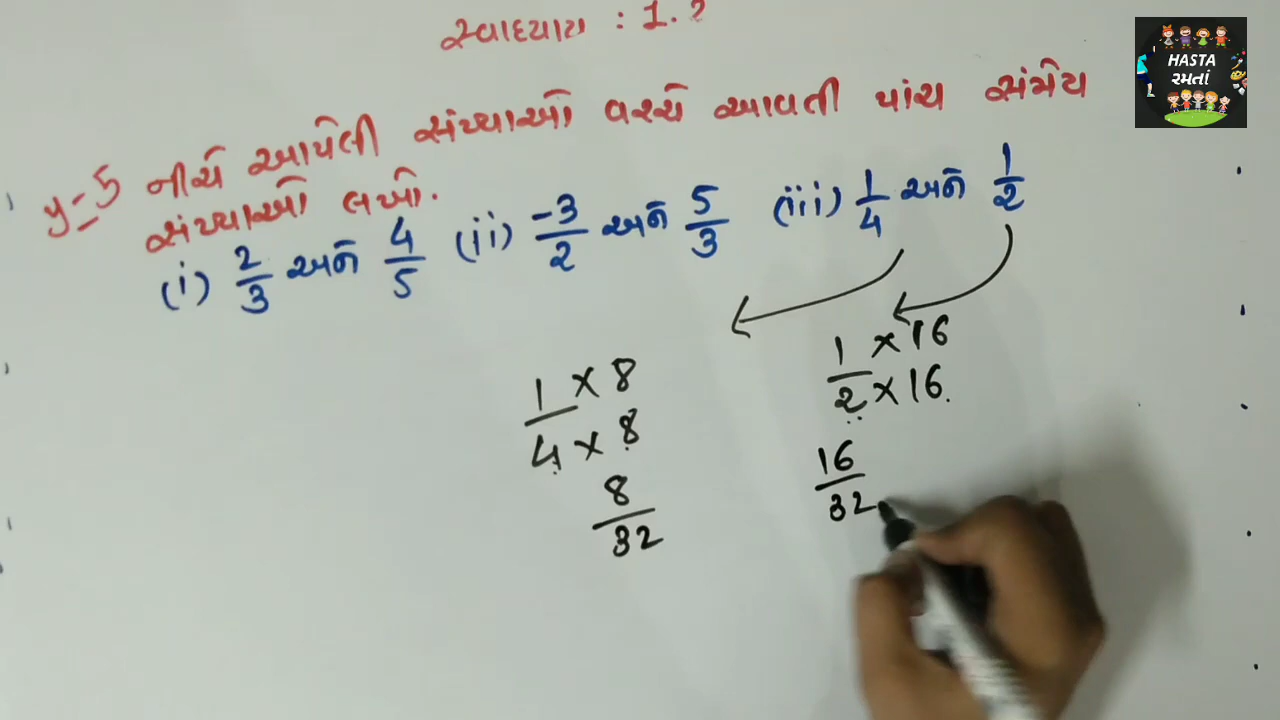 સ્વાધ્યાય : 1.2
y-5 નીચે આપેલી સંખ્યાઓ વચ્ચે આવતી પાંચ સંમેય
સંખ્યાઓ લખો.
(i) 2/3 અને 4/5 (ii) -3/2 અને 5/3 (iii) 1/4 અને 1/2
1 × 8
4 × 8
8/32
1 × 16
2 × 16
16/32
HASTA
રમતાં